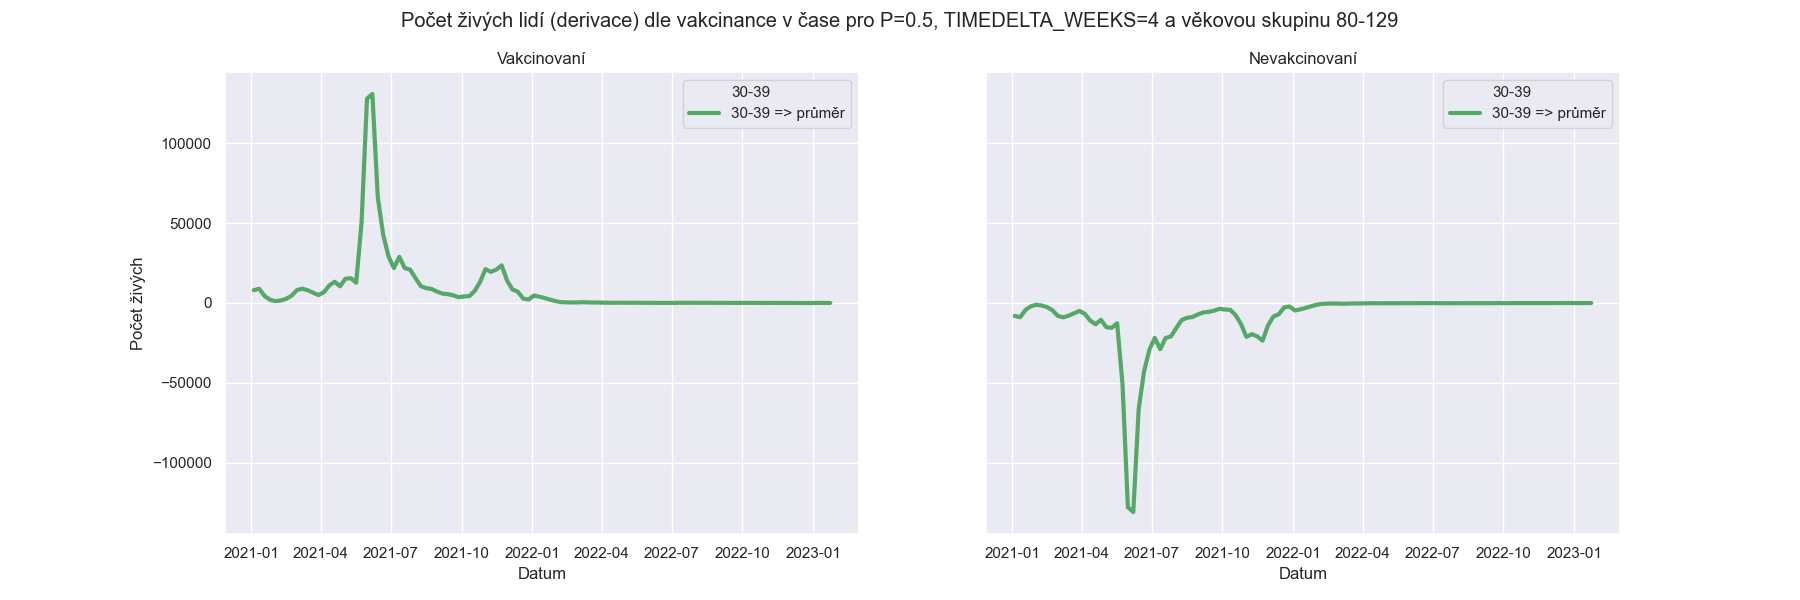 Počet živých lidí (derivace) dle vakcinance v čase pro P=0.5, TIMEDELTA_WEEKS=4 a věkovou skupinu 80-129
Vakcinovaní
30-39
30-39 => průměr
100000
50000
0
−50000
−100000
Počet živých
2021-01 2021-04 2021-07 2021-10 2022-01 2022-04 2022-07 2022-10 2023-01
Datum
Nevakcinovaní
30-39
30-39 => průměr
2021-01 2021-04 2021-07 2021-10 2022-01 2022-04 2022-07 2022-10 2023-01
Datum